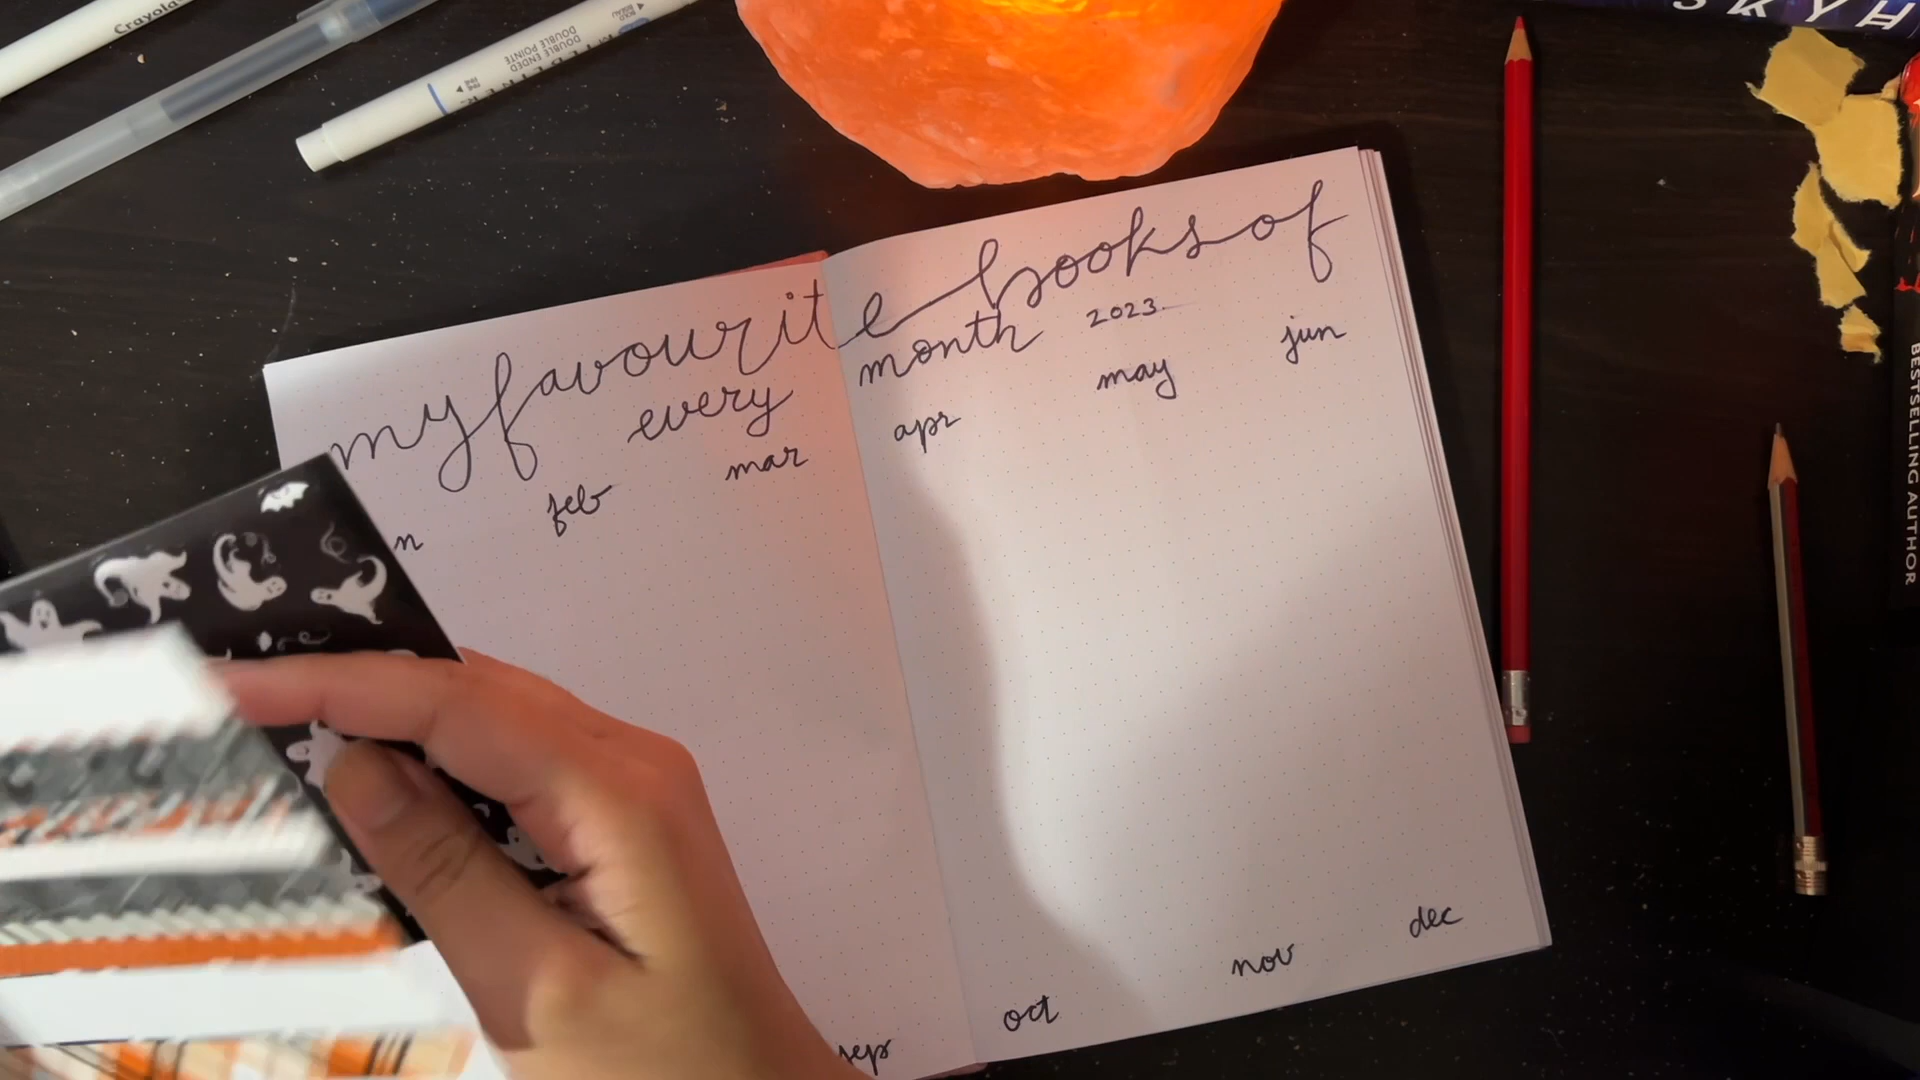 Crayola
BOLD
DOUBLE ENDED
DOUBLE POINTE
my favourite books of
every month 2023.
n feb mar apr may jun
sep oct nov dec
BESTSELLING AUTHOR